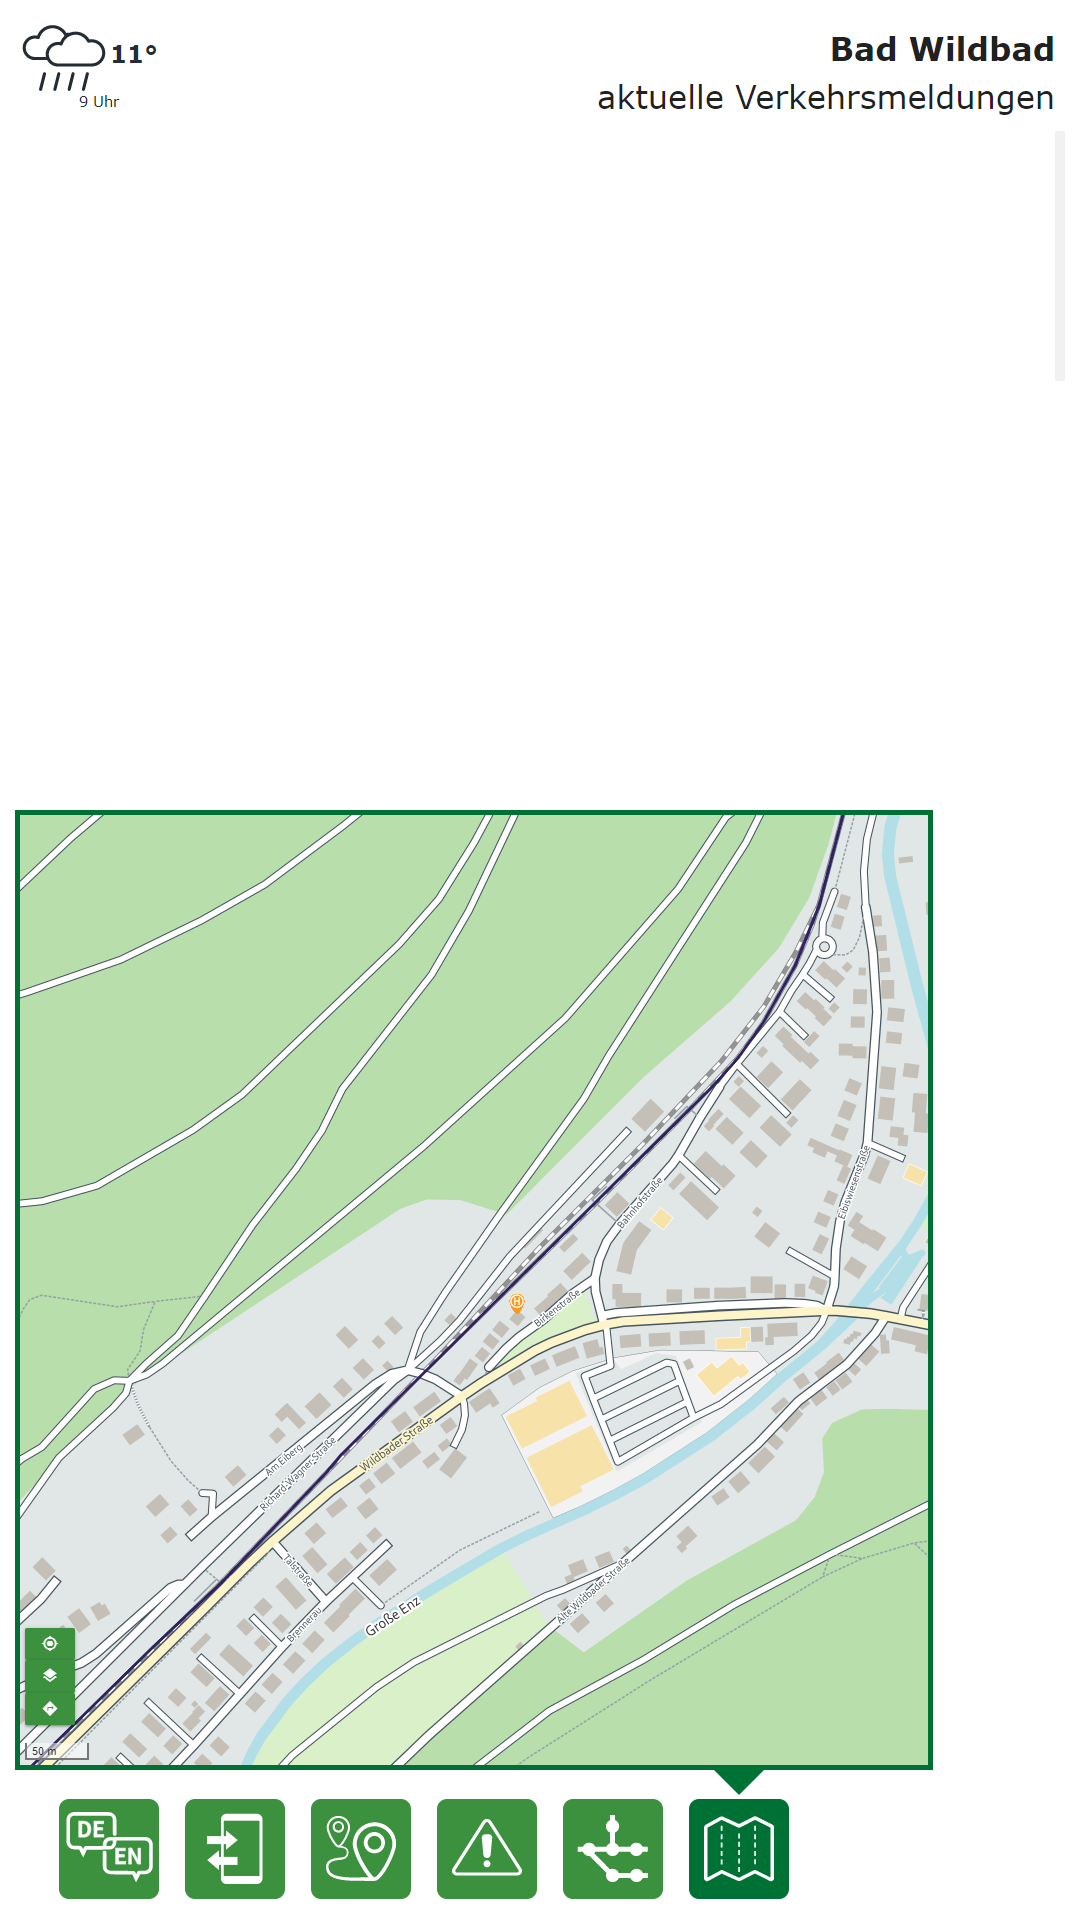 11°
9 Uhr
Bad Wildbad
aktuelle Verkehrsmeldungen
Bahnhofstraße
Eibiswiesenstraße
H
Birkenstraße
Wildbader Straße
Am Eiberg
Richard-Wagner-Straße
Talstraße
Brennerau
Große Enz
Alte Wildbader Straße
50 m
DE
EN